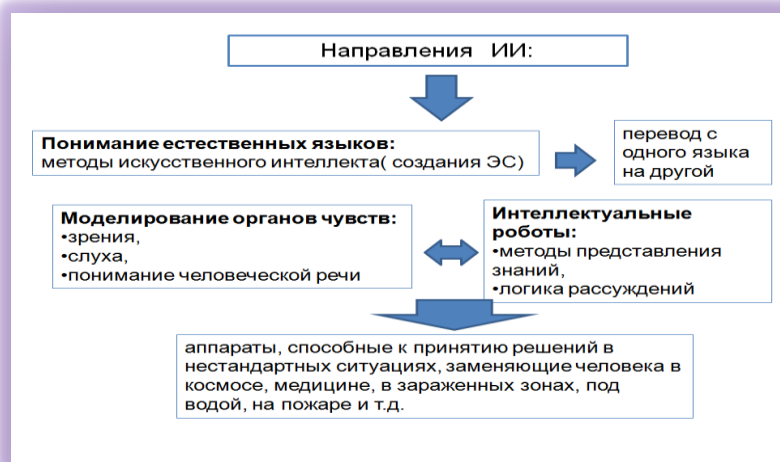 Направления ИИ:
Понимание естественных языков:
методы искусственного интеллекта( создания ЭС)
перевод с
одного языка
на другой
Моделирование органов чувств:
•зрения,
•слуха,
•понимание человеческой речи
Интеллектуальные
роботы:
•методы представления
знаний,
•логика рассуждений
аппараты, способные к принятию решений в
нестандартных ситуациях, заменяющие человека в
космосе, медицине, в зараженных зонах, под
водой, на пожаре и т.д.